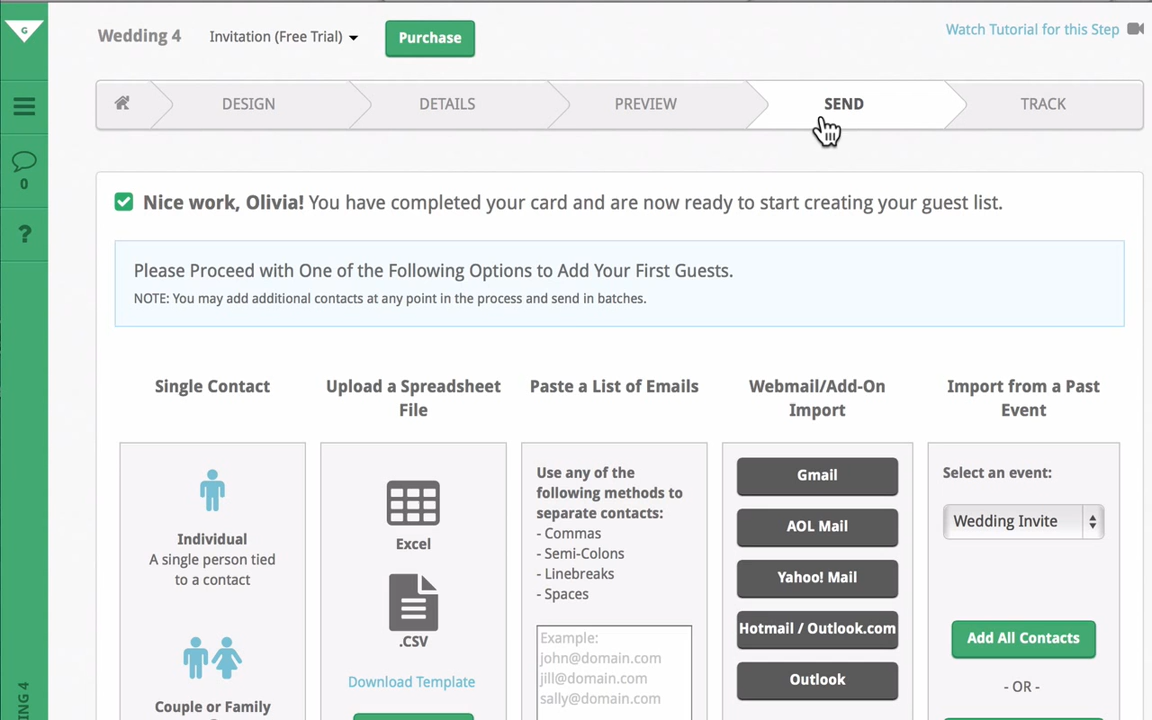 G
Wedding 4
Invitation (Free Trial)
Purchase
Watch Tutorial for this Step
DESIGN
DETAILS
PREVIEW
SEND
TRACK
0
?
Nice work, Olivia! You have completed your card and are now ready to start creating your guest list.
Please Proceed with One of the Following Options to Add Your First Guests.
NOTE: You may add additional contacts at any point in the process and send in batches.
Single Contact
Individual
A single person tied
to a contact
Couple or Family
Upload a Spreadsheet
File
Excel
.CSV
Download Template
Paste a List of Emails
Use any of the
following methods to
separate contacts:
- Commas
- Semi-Colons
- Linebreaks
- Spaces
Example:
john@domain.com
jill@domain.com
sally@domain.com
Webmail/Add-On
Import
Gmail
AOL Mail
Yahoo! Mail
Hotmail / Outlook.com
Outlook
Import from a Past
Event
Select an event:
Wedding Invite
Add All Contacts
- OR -
NG 4